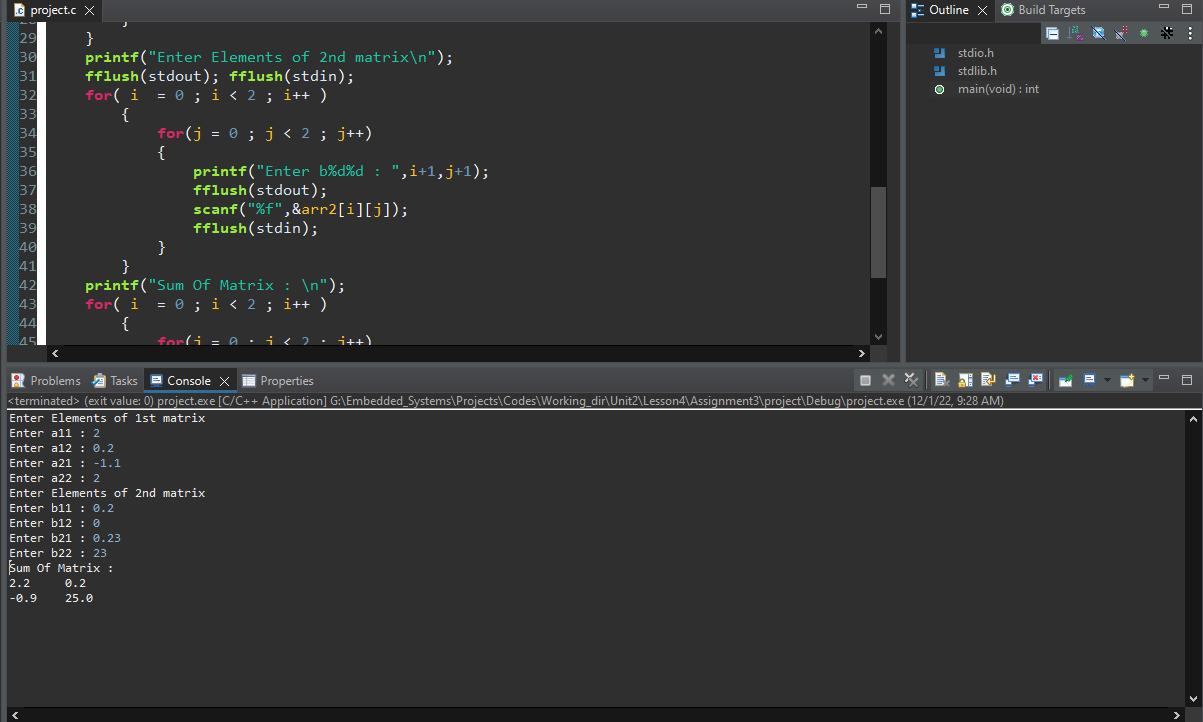 project.c
Outline
Build Targets
29 }
30 printf("Enter Elements of 2nd matrix\n");
31 fflush(stdout); fflush(stdin);
32 for( i  = 0 ; i < 2 ; i++ )
33 {
34 for(j = 0 ; j < 2 ; j++)
35 {
36 printf("Enter b%d%d : ",i+1,j+1);
37 fflush(stdout);
38 scanf("%f",&arr2[i][j]);
39 fflush(stdin);
40 }
41 }
42 printf("Sum Of Matrix : \n");
43 for( i  = 0 ; i < 2 ; i++ )
44 {
45 for(j = 0 ; j < 2 ; j++)
stdio.h
stdlib.h
main(void) : int
Problems Tasks Console Properties
<terminated> (exit value: 0) project.exe [C/C++ Application] G:\Embedded_Systems\Projects\Codes\Working_dir\Unit2\Lesson4\Assignment3\project\Debug\project.exe (12/1/22, 9:28 AM)
Enter Elements of 1st matrix
Enter a11 : 2
Enter a12 : 0.2
Enter a21 : -1.1
Enter a22 : 2
Enter Elements of 2nd matrix
Enter b11 : 0.2
Enter b12 : 0
Enter b21 : 0.23
Enter b22 : 23
Sum Of Matrix :
2.2     0.2
-0.9    25.0